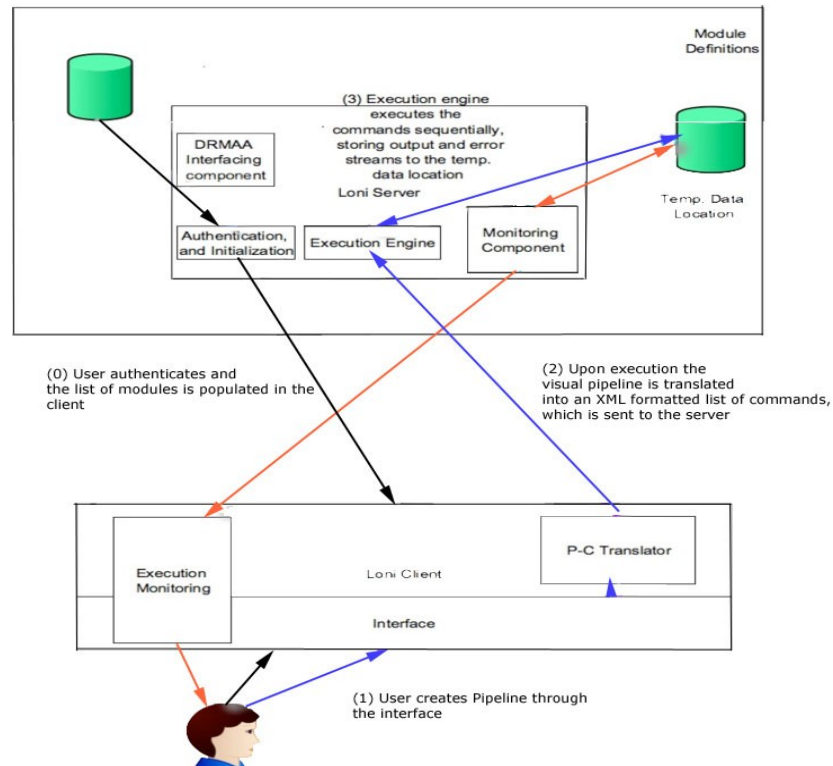 Module
Definitions
(3) Execution engine
executes the
commands sequentially,
storing output and error
streams to the temp.
data location
DRMAA
Interfacing
component
Loni Server
Temp. Data
Location
Authentication,
and Initialization
Execution Engine
Monitoring
Component
(0) User authenticates and
the list of modules is populated in the
client
(2) Upon execution the
visual pipeline is translated
into an XML formatted list of commands,
which is sent to the server
P-C Translator
Execution
Monitoring
Loni Client
Interface
(1) User creates Pipeline through
the interface